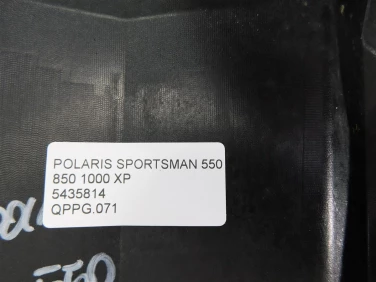 POLARIS SPORTSMAN 550
850 1000 XP
5435814
QPPG.071